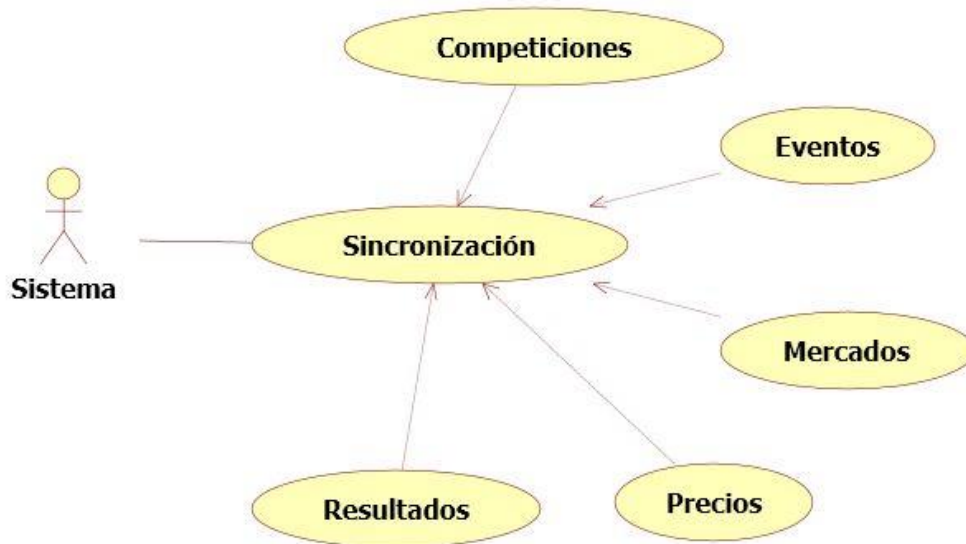 Competiciones
Eventos
Sincronización
Sistema
Mercados
Resultados
Precios